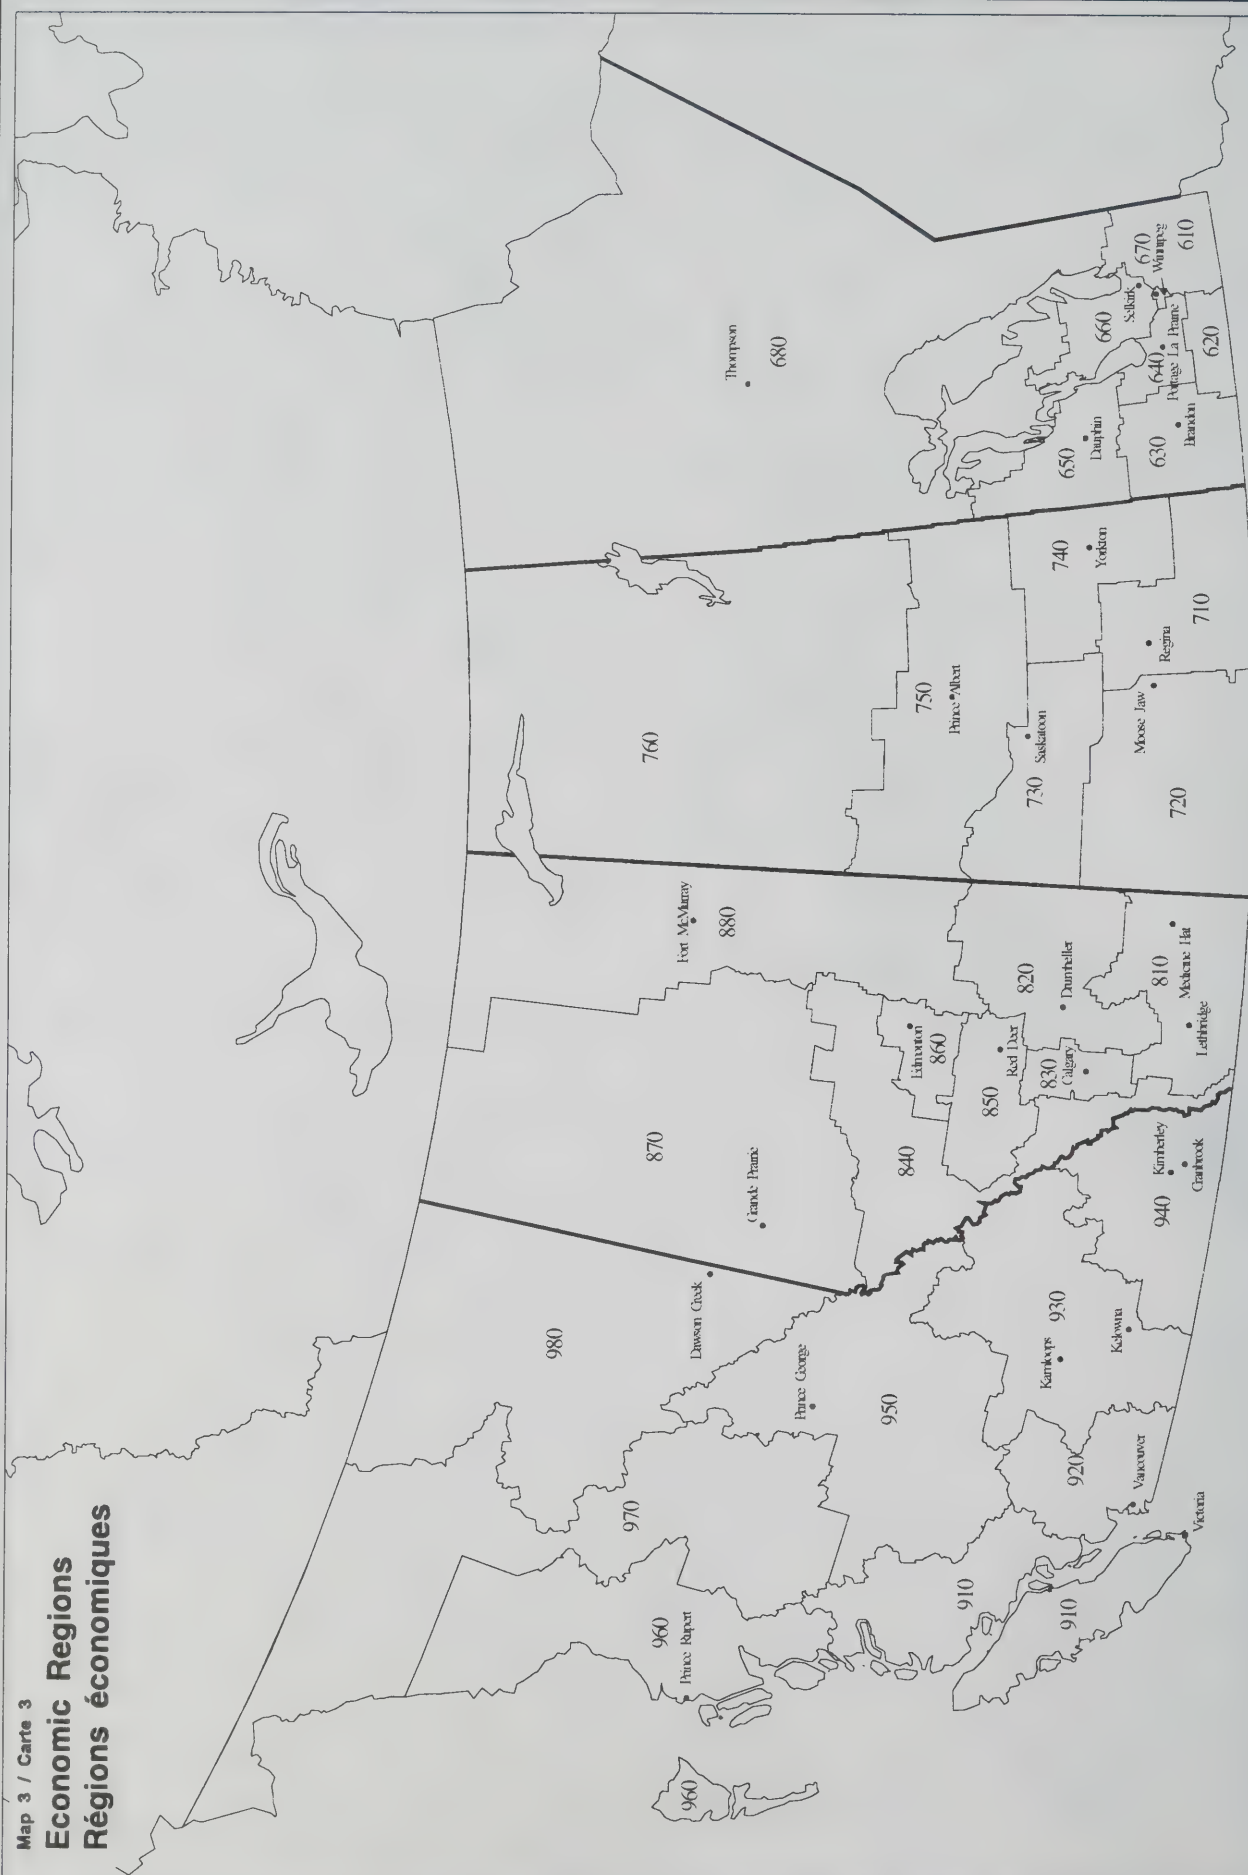 Map 3 / Carte 3
Economic Regions
Régions économiques
960
960
Prince Rupert
970
980
Dawson Creek
Prince George
950
910
910
Victoria
920
Vancouver
Kamloops
930
Kelowna
940
Kimberley
Cranbrook
870
Grande Prairie
840
850
Red Deer
830
Calgary
Edmonton
860
880
Fort McMurray
820
Drumheller
810
Medicine Hat
Lethbridge
760
750
Prince Albert
730
Saskatoon
720
Moose Jaw
Regina
710
740
Yorkton
680
Thompson
650
Dauphin
630
Brandon
640
Portage La Prairie
620
660
Selkirk
670
Winnipeg
610